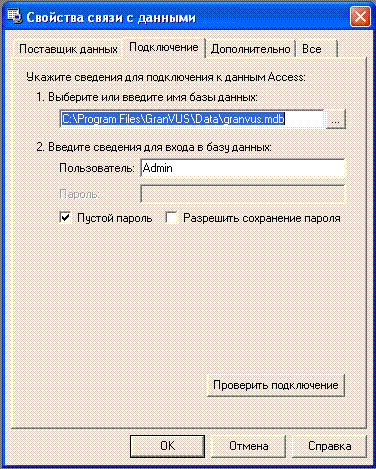 Свойства связи с данными
Поставщик данных Подключение Дополнительно Все
Укажите сведения для подключения к данным Access:
1. Выберите или введите имя базы данных:
C:\Program Files\GranVUS\Data\granvus.mdb ...
2. Введите сведения для входа в базу данных:
Пользователь: Admin
Пароль:
Пустой пароль Разрешить сохранение пароля
Проверить подключение
OK Отмена Справка